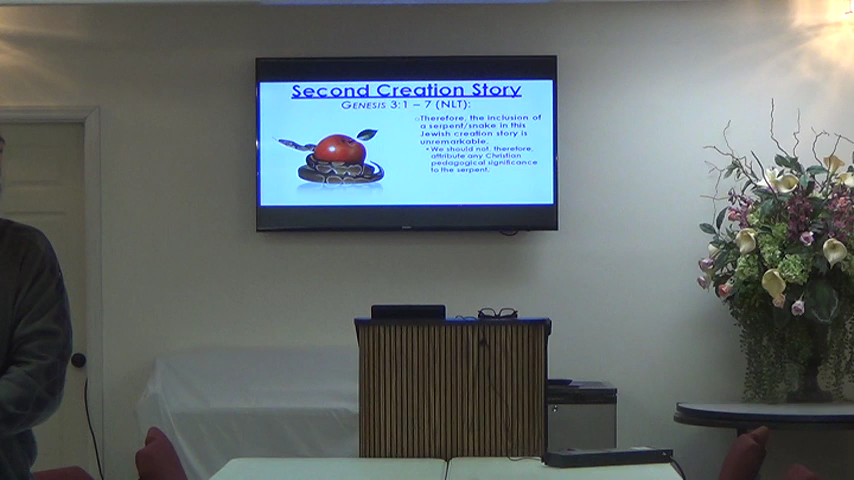 Second Creation Story
GENESIS 3:1 – 7 (NLT):
Therefore, the inclusion of
a serpent/snake in this
Jewish creation story is
unremarkable.
• We should not, therefore,
attribute any Christian
pedagogical significance
to the serpent.